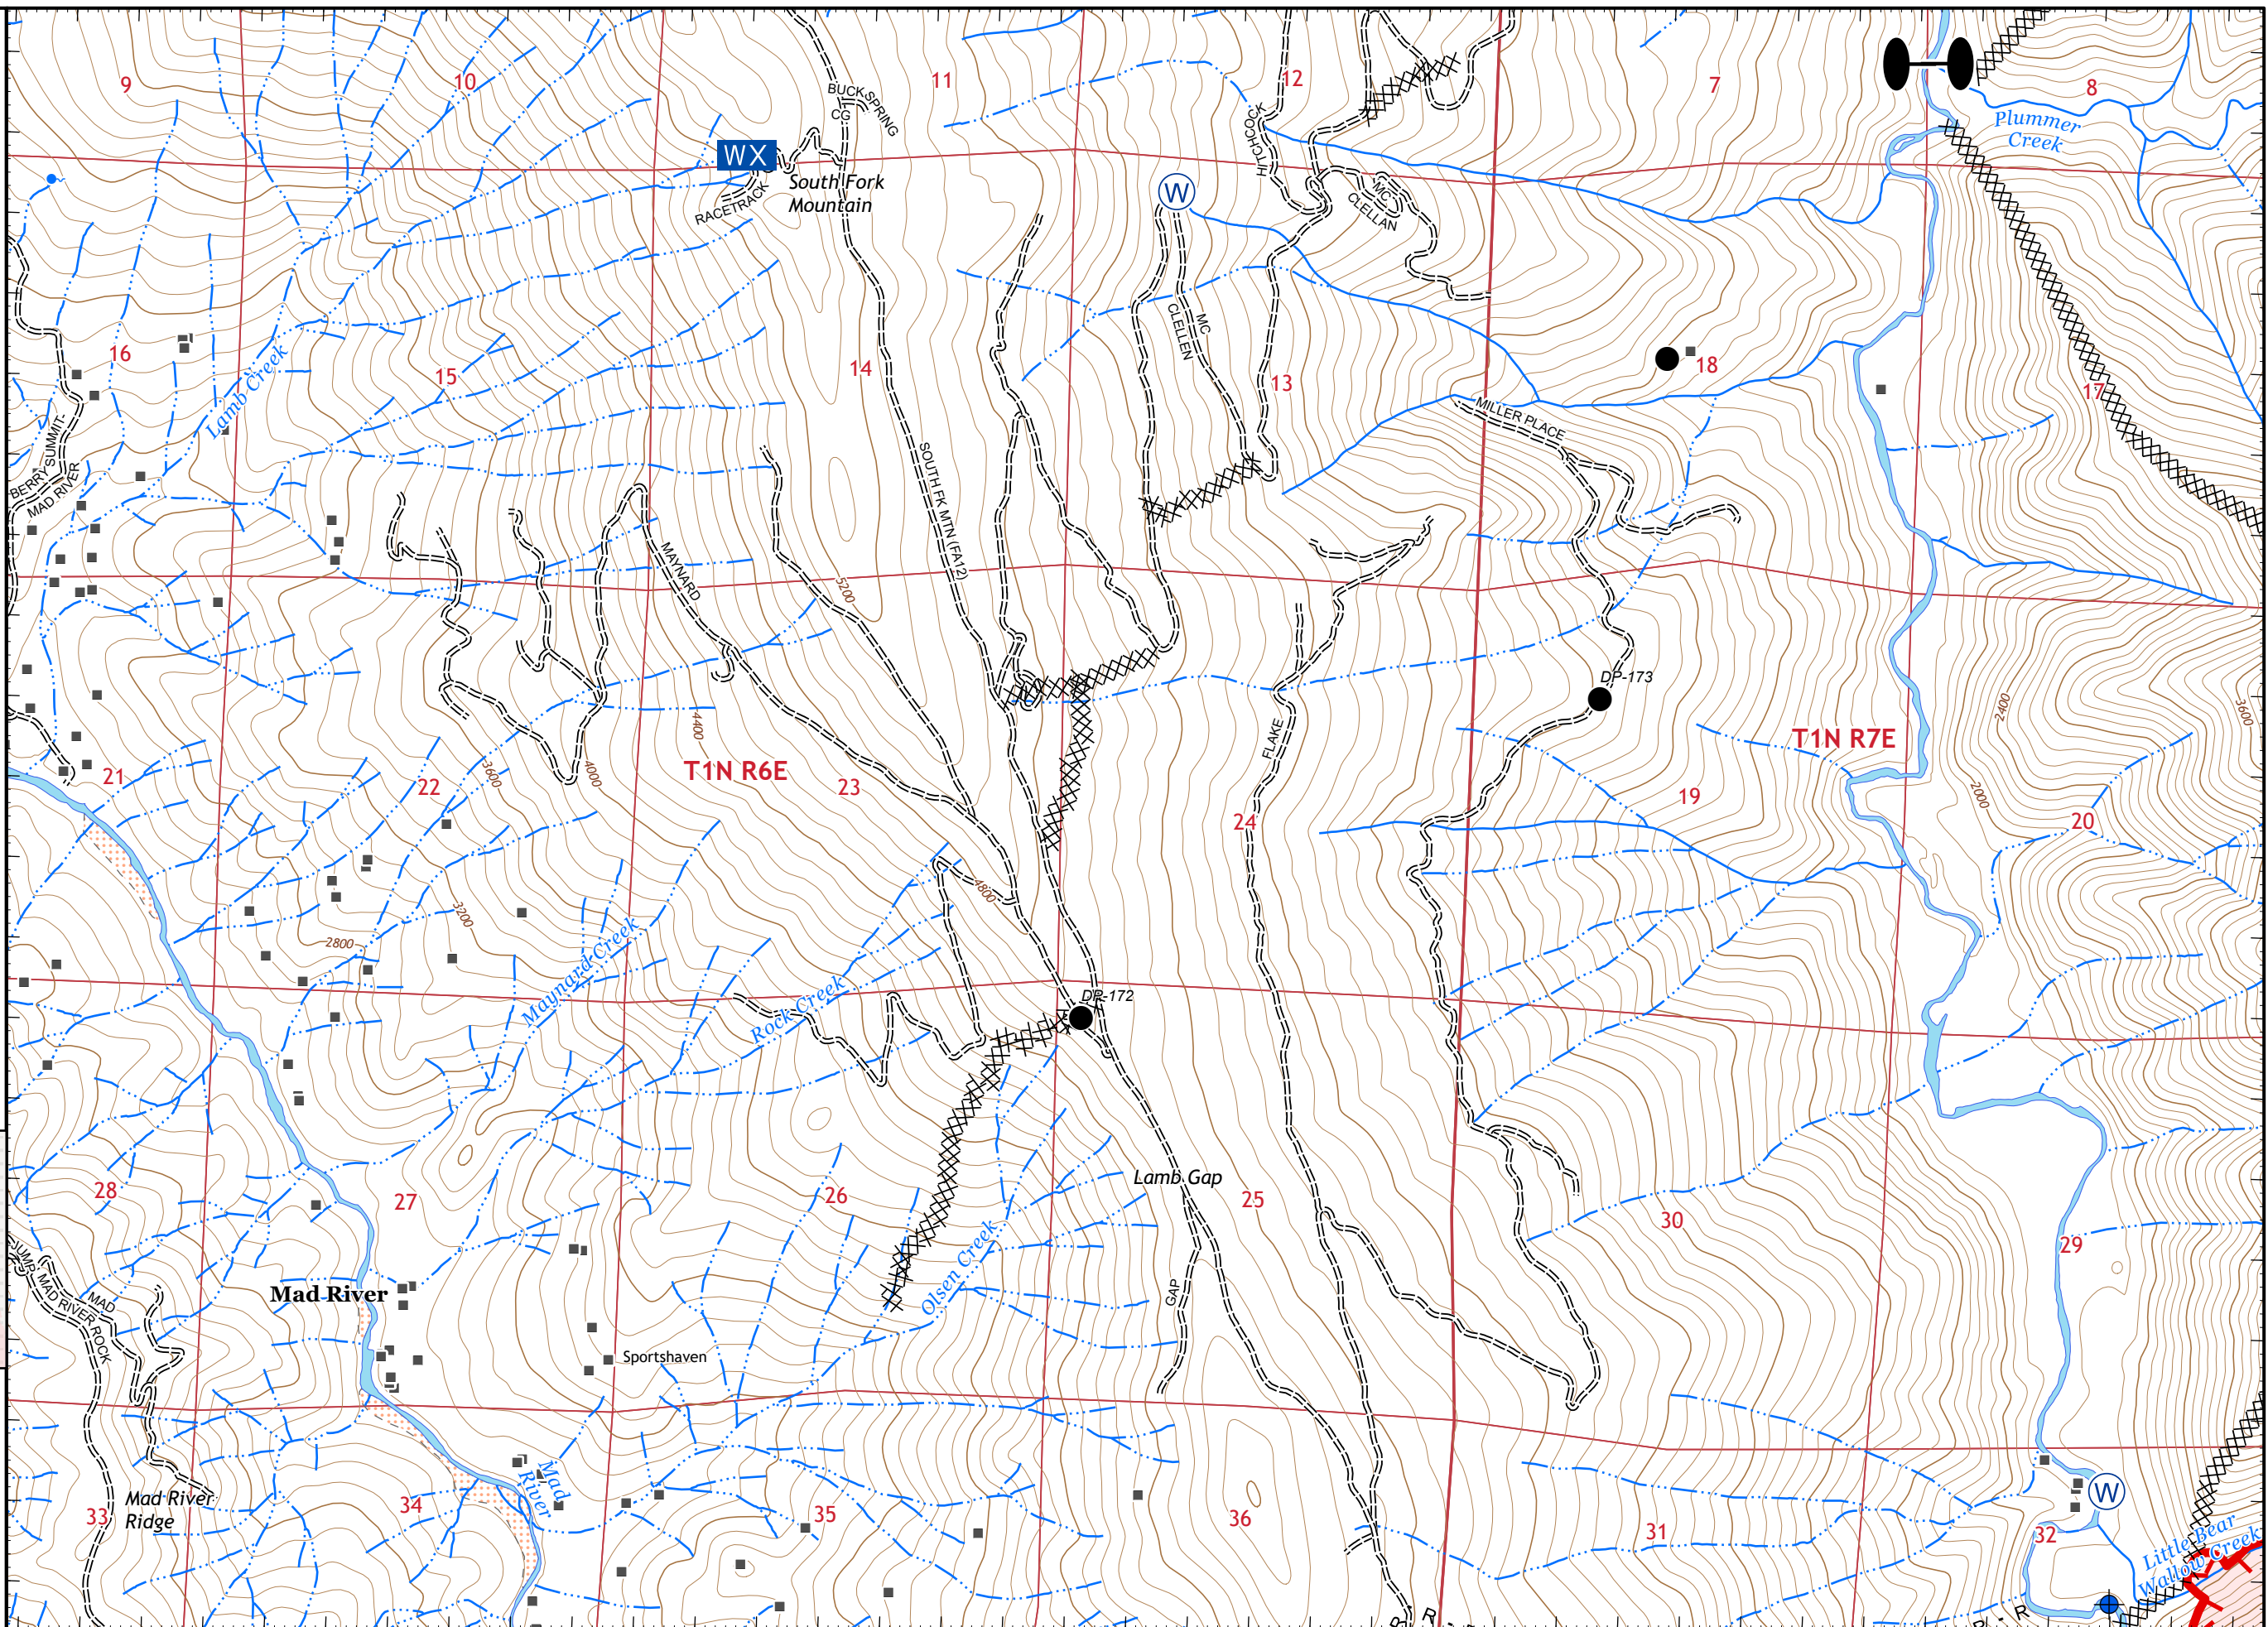 9
10
11
12
7
8
BUCK SPRING
CG
HITCHCOCK
Plummer
Creek
WX
South Fork
Mountain
RACETRACK
W
MC
CLELLAN
MC
CLELLEN
16
15
14
13
18
17
Lamb Creek
MILLER PLACE
SUMMIT-
BERRY
MAD RIVER
SOUTH FK MTN (FA12)
MAYNARD
5200
DP-173
FLAKE
2400
3600
T1N R7E
T1N R6E
4400
4000
3600
21
22
23
24
19
20
2000
4800
3200
2800
Maynard Creek
Rock Creek
DP-172
Lamb Gap
28
27
26
25
30
29
Olsen Creek
GAP
JUMP
MAD
MAD RIVER ROCK
Mad River
Sportshaven
Mad
River
Mad River
Ridge
33
34
35
36
31
32
W
Little Bear
Wallow Creek
R
R